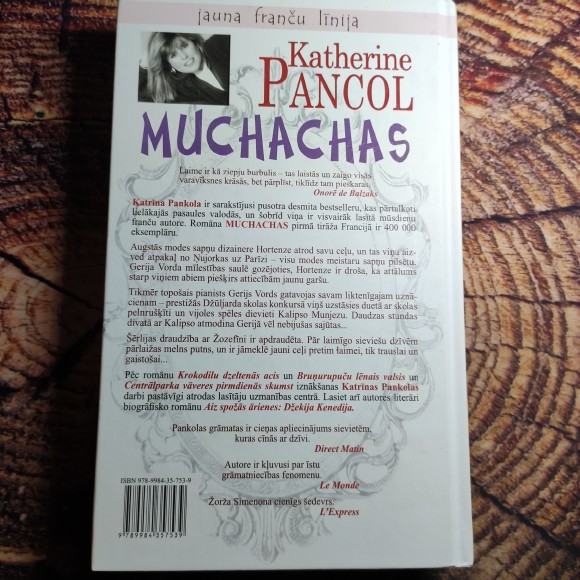 jauna franču līnija
Katherine
PANCOL
MUCHACHAS
Laime ir kā ziepju burbulis – tas laistās un zaigo visās
varavīksnes krāsās, bet pārplīst, tiklīdz tam pieskaras.
Onorē de Balzaks
Katrīna Pankola ir sarakstījusi pusotra desmita bestselleru, kas pārtulkoti
lielākajās pasaules valodās, un šobrīd viņa ir visvairāk lasītā mūsdienu
franču autore. Romāna MUCHACHAS pirmā tirāža Francijā ir 400 000
eksemplāru.
Augstās modes sapņu dizainere Hortenze atrod savu ceļu, un tas viņu aiz-
ved atpakaļ no Ņujorkas uz Parīzi – visu modes meistaru sapņu pilsētu.
Gerija Vorda mīlestības saulē gozējoties, Hortenze ir droša, ka attālums
starp viņiem abiem piešķirs attiecībām jaunu garšu.
Tikmēr topošais pianists Gerijs Vords gatavojas savam liktenīgajam uznā-
cienam – prestižās Džūljarda skolas konkursā viņš uzstāsies duetā ar skolas
pelnrušķīti un vijoles spēles dievieti Kalipso Munjezu. Daudzas stundas
divatā ar Kalipso atmodina Gerijā vēl nebijušas sajūtas...
Šērlijas draudzība ar Žozefīni ir apdraudēta. Pār laimīgo sieviešu dzīvēm
pārlaižas melns putns, un ir jāmeklē jauni ceļi pretim laimei, tik trauslai un
gaistošai...
Pēc romānu Krokodilu dzeltenās acis un Bruņurupuču lēnais valsis un
Centrālparka vāveres pirmdienās skumst iznākšanas Katrīnas Pankolas
darbi pastāvīgi atrodas lasītāju uzmanības centrā. Lasiet arī autores literāri
biogrāfisko romānu Aiz spožās ārienes: Džekija Kenedija.
Pankolas grāmatas ir cieņas apliecinājums sievietēm,
kuras cīnās ar dzīvi.
Direct Matin
Autore ir kļuvusi par īstu
grāmatniecības fenomenu.
Le Monde
Žorža Simenona cienīgs šedevrs.
L'Express
ISBN 978-9984-35-753-9
9 789984 357539